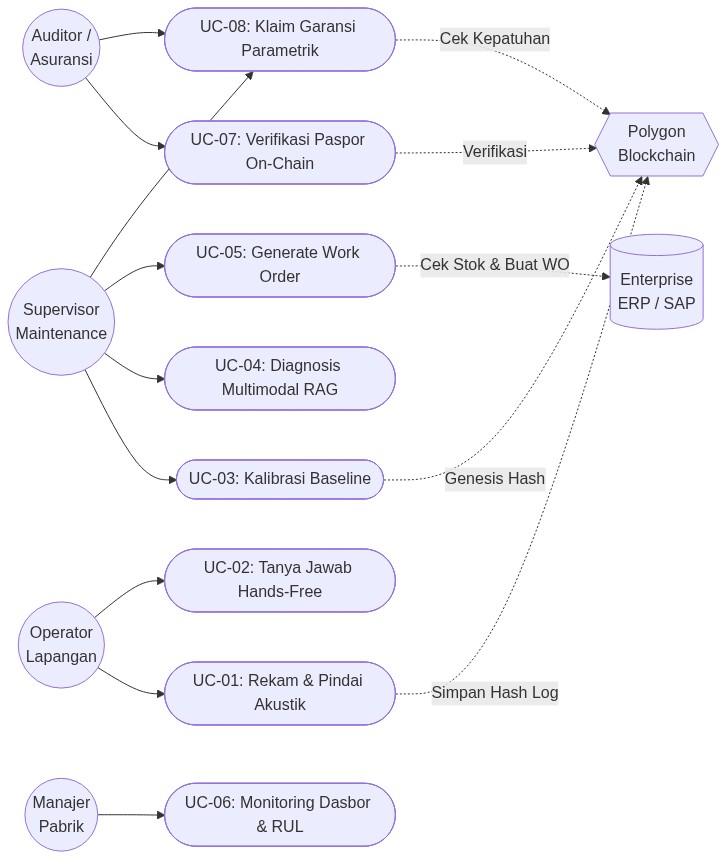 Auditor /
Asuransi
UC-08: Klaim Garansi
Parametrik
Cek Kepatuhan
UC-07: Verifikasi Paspor
On-Chain
Verifikasi
Polygon
Blockchain
Supervisor
Maintenance
UC-05: Generate Work
Order
Cek Stok & Buat WO
Enterprise
ERP / SAP
UC-04: Diagnosis
Multimodal RAG
UC-03: Kalibrasi Baseline
Genesis Hash
Operator
Lapangan
UC-02: Tanya Jawab
Hands-Free
UC-01: Rekam & Pindai
Akustik
Simpan Hash Log
Manajer
Pabrik
UC-06: Monitoring Dasbor
& RUL